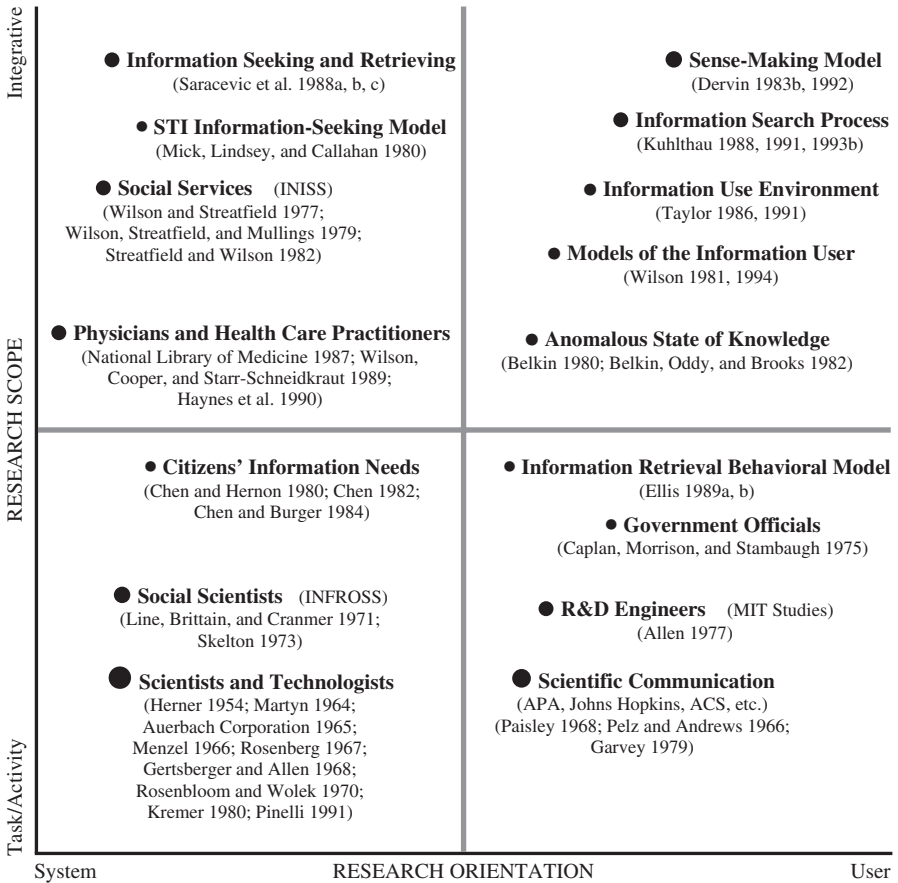 Integrative
RESEARCH SCOPE
Task/Activity
Information Seeking and Retrieving
(Saracevic et al. 1988a, b, c)
STI Information-Seeking Model
(Mick, Lindsey, and Callahan 1980)
Social Services (INISS)
(Wilson and Streatfield 1977;
Wilson, Streatfield, and Mullings 1979;
Streatfield and Wilson 1982)
Physicians and Health Care Practitioners
(National Library of Medicine 1987; Wilson,
Cooper, and Starr-Schneidkraut 1989;
Haynes et al. 1990)
Sense-Making Model
(Dervin 1983b, 1992)
Information Search Process
(Kuhlthau 1988, 1991, 1993b)
Information Use Environment
(Taylor 1986, 1991)
Models of the Information User
(Wilson 1981, 1994)
Anomalous State of Knowledge
(Belkin 1980; Belkin, Oddy, and Brooks 1982)
Citizens’ Information Needs
(Chen and Hernon 1980; Chen 1982;
Chen and Burger 1984)
Social Scientists (INFROSS)
(Line, Brittain, and Cranmer 1971;
Skelton 1973)
Scientists and Technologists
(Herner 1954; Martyn 1964;
Auerbach Corporation 1965;
Menzel 1966; Rosenberg 1967;
Gertsberger and Allen 1968;
Rosenbloom and Wolek 1970;
Kremer 1980; Pinelli 1991)
Information Retrieval Behavioral Model
(Ellis 1989a, b)
Government Officials
(Caplan, Morrison, and Stambaugh 1975)
R&D Engineers (MIT Studies)
(Allen 1977)
Scientific Communication
(APA, Johns Hopkins, ACS, etc.)
(Paisley 1968; Pelz and Andrews 1966;
Garvey 1979)
System RESEARCH ORIENTATION User